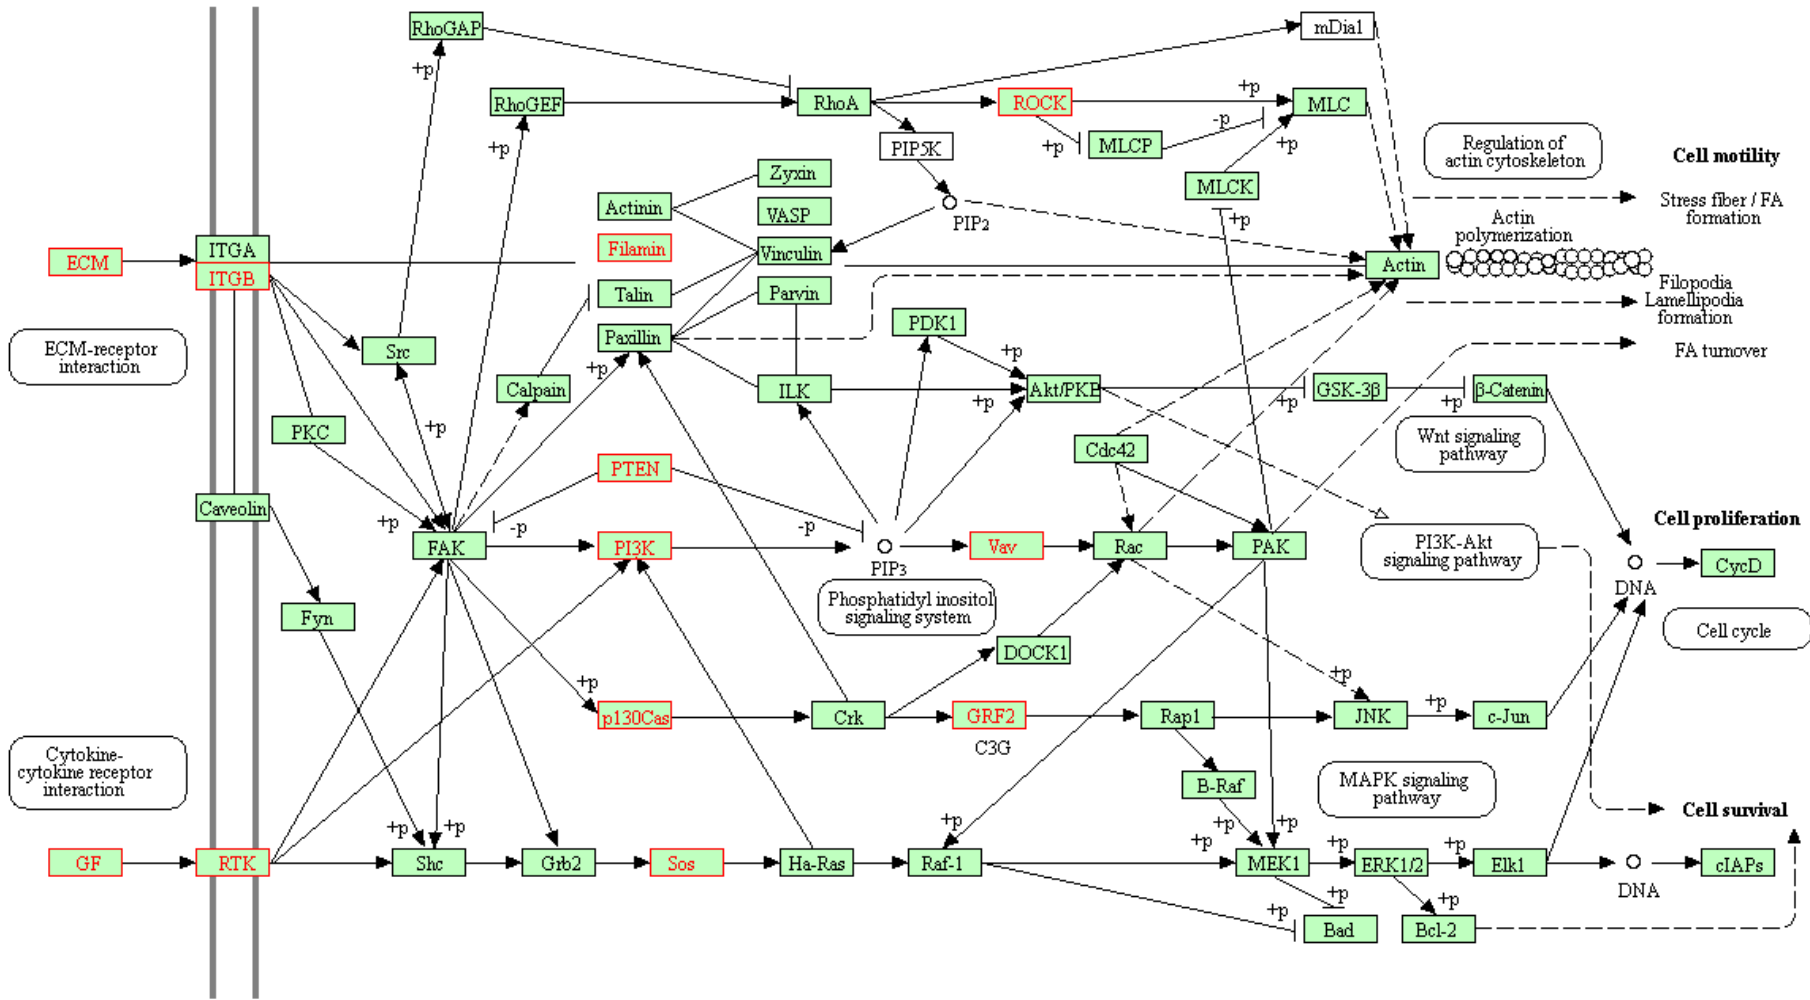 RhoGAP
mDia1
+p
RhoGEF
RhoA
ROCK
+p
MLC
-p
+p
MLCP
+p
+p
PIP5K
Regulation of
actin cytoskeleton
Cell motility
Zyxin
MLCK
+p
Actinin
VASP
PIP2
Stress fiber / FA
formation
Actin
polymerization
ECM
ITGA
ITGB
Filamin
Vinculin
Actin
Talin
Parvin
Filopodia
Lamellipodia
formation
PDK1
Paxillin
ECM-receptor
interaction
Src
+p
+p
FA turnover
Calpain
ILK
+p
Akt/PKB
+p
GSK-3β
+p
β-Catenin
PKC
+p
Cdc42
Wnt signaling
pathway
PTEN
Caveolin
+p
-p
-p
Cell proliferation
FAK
PI3K
PIP3
Vav
Rac
PAK
PI3K-Akt
signaling pathway
DNA
CycD
Phosphatidyl inositol
signaling system
Fyn
Cell cycle
DOCK1
+p
+p
p130Cas
Crk
GRF2
C3G
Rap1
JNK
+p
c-Jun
Cytokine-
cytokine receptor
interaction
B-Raf
MAPK signaling
pathway
Cell survival
+p
+p
+p
+p
+p
+p
+p
+p
GF
RTK
Shc
Grb2
Sos
Ha-Ras
Raf-1
MEK1
ERK1/2
Elk1
DNA
cIAPs
+p
+p
+p
Bad
Bcl-2